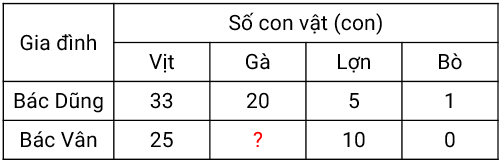 Gia đình
Số con vật (con)
Vịt Gà Lợn Bò
Bác Dũng 33 20 5 1
Bác Vân 25 ? 10 0